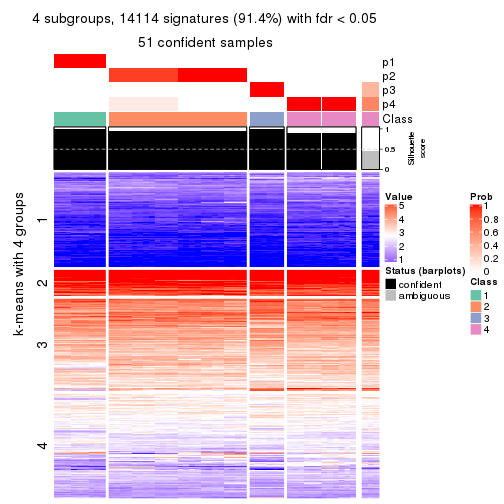 4 subgroups, 14114 signatures (91.4%) with fdr < 0.05
51 confident samples
p1
p2
p3
p4
Class
1
0.5
0
Silhouette
score
k-means with 4 groups
1
2
3
4
Value
5
4
3
2
1
Status (barplots)
confident
ambiguous
Prob
1
0.8
0.6
0.4
0.2
0
Class
1
2
3
4